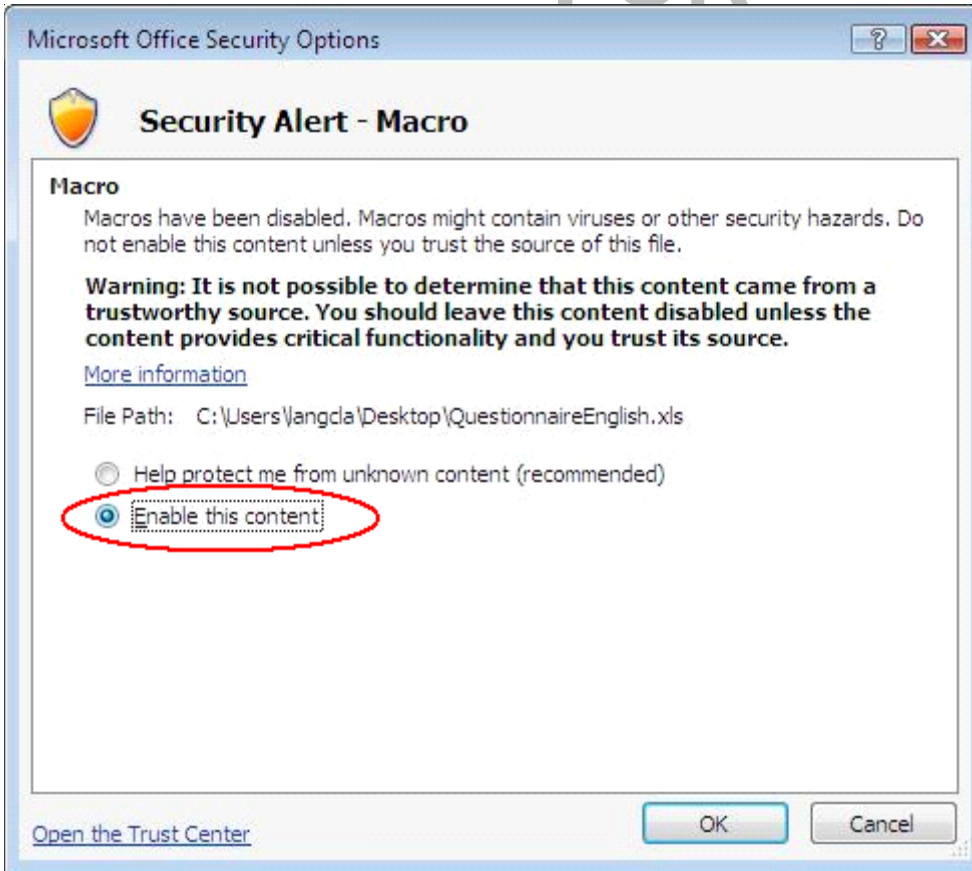 Microsoft Office Security Options
Security Alert - Macro
Macro
Macros have been disabled. Macros might contain viruses or other security hazards. Do
not enable this content unless you trust the source of this file.
Warning: It is not possible to determine that this content came from a
trustworthy source. You should leave this content disabled unless the
content provides critical functionality and you trust its source.
More information
File Path: C:\Users\langcla\Desktop\QuestionnaireEnglish.xls
Help protect me from unknown content (recommended)
Enable this content
Open the Trust Center
OK
Cancel